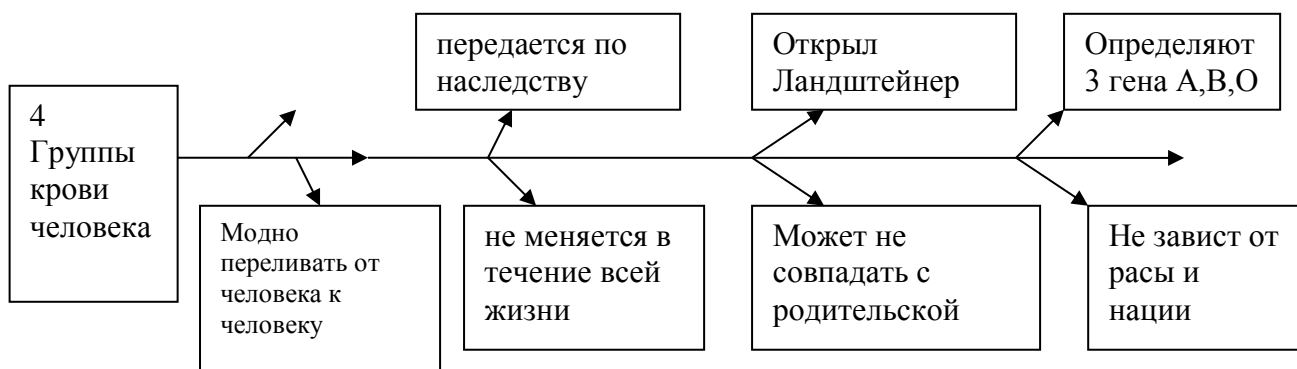 передается по
наследству
Открыл
Ландштейнер
Определяют
3 гена А,В,О
4
Группы
крови
человека
Модно
переливать от
человека к
человеку
не меняется в
течение всей
жизни
Может не
совпадать с
родительской
Не завист от
расы и
нации